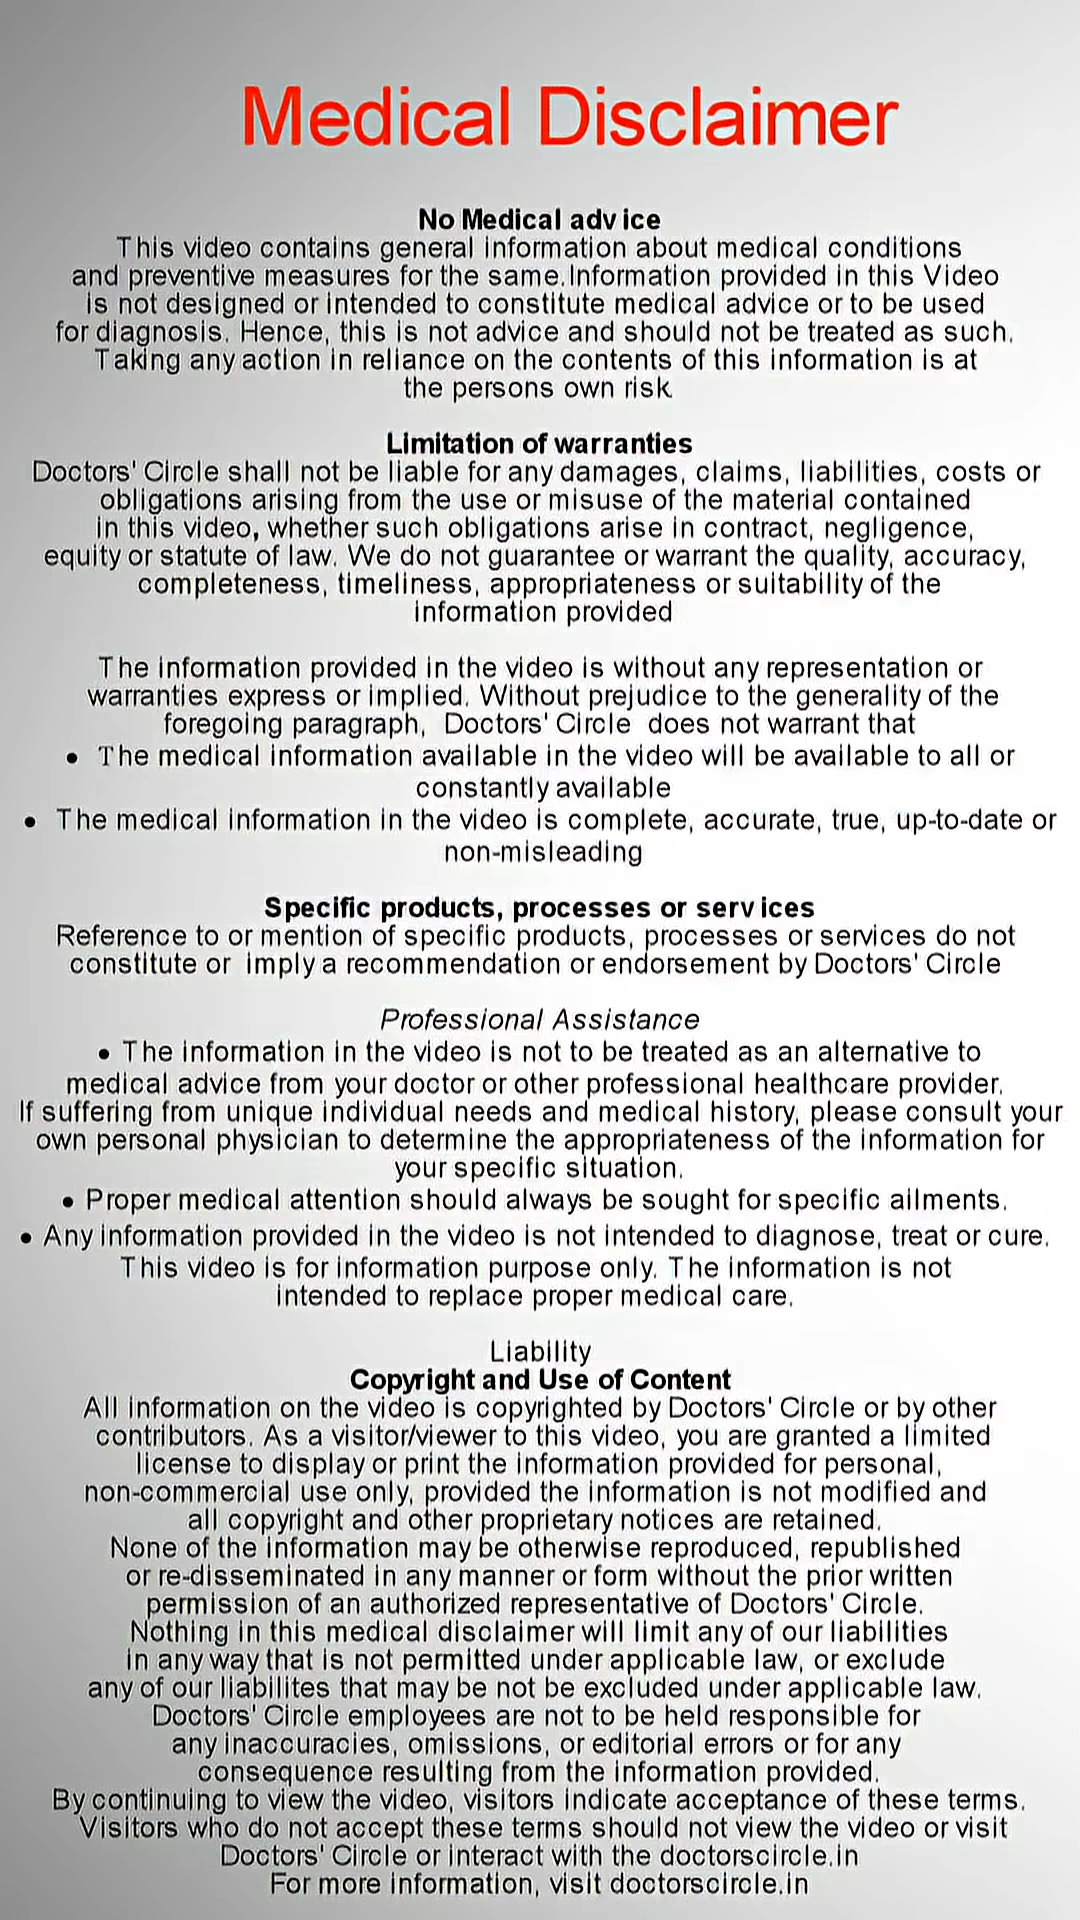 Medical Disclaimer
No Medical advice
This video contains general information about medical conditions
and preventive measures for the same.Information provided in this Video
is not designed or intended to constitute medical advice or to be used
for diagnosis. Hence, this is not advice and should not be treated as such.
Taking any action in reliance on the contents of this information is at
the persons own risk.
Limitation of warranties
Doctors' Circle shall not be liable for any damages, claims, liabilities, costs or
obligations arising from the use or misuse of the material contained
in this video, whether such obligations arise in contract, negligence,
equity or statute of law. We do not guarantee or warrant the quality, accuracy,
completeness, timeliness, appropriateness or suitability of the
information provided
The information provided in the video is without any representation or
warranties express or implied. Without prejudice to the generality of the
foregoing paragraph, Doctors' Circle does not warrant that
• The medical information available in the video will be available to all or
constantly available
• The medical information in the video is complete, accurate, true, up-to-date or
non-misleading
Specific products, processes or services
Reference to or mention of specific products, processes or services do not
constitute or imply a recommendation or endorsement by Doctors' Circle
Professional Assistance
• The information in the video is not to be treated as an alternative to
medical advice from your doctor or other professional healthcare provider.
If suffering from unique individual needs and medical history, please consult your
own personal physician to determine the appropriateness of the information for
your specific situation.
• Proper medical attention should always be sought for specific ailments.
• Any information provided in the video is not intended to diagnose, treat or cure.
This video is for information purpose only. The information is not
intended to replace proper medical care.
Liability
Copyright and Use of Content
All information on the video is copyrighted by Doctors' Circle or by other
contributors. As a visitor/viewer to this video, you are granted a limited
license to display or print the information provided for personal,
non-commercial use only, provided the information is not modified and
all copyright and other proprietary notices are retained.
None of the information may be otherwise reproduced, republished
or re-disseminated in any manner or form without the prior written
permission of an authorized representative of Doctors' Circle.
Nothing in this medical disclaimer will limit any of our liabilities
in any way that is not permitted under applicable law, or exclude
any of our liabilites that may be not be excluded under applicable law.
Doctors' Circle employees are not to be held responsible for
any inaccuracies, omissions, or editorial errors or for any
consequence resulting from the information provided.
By continuing to view the video, visitors indicate acceptance of these terms.
Visitors who do not accept these terms should not view the video or visit
Doctors' Circle or interact with the doctorscircle.in
For more information, visit doctorscircle.in